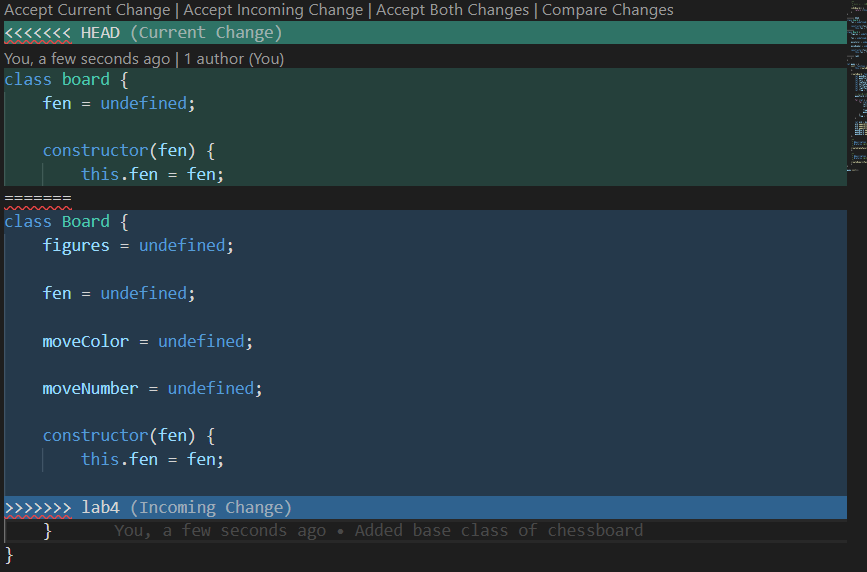 Accept Current Change | Accept Incoming Change | Accept Both Changes | Compare Changes
<<<<<<< HEAD (Current Change)
You, a few seconds ago | 1 author (You)
class board {
    fen = undefined;
    constructor(fen) {
        this.fen = fen;
=======
class Board {
    figures = undefined;
    fen = undefined;
    moveColor = undefined;
    moveNumber = undefined;
    constructor(fen) {
        this.fen = fen;
>>>>>>> lab4 (Incoming Change)
    }      You, a few seconds ago • Added base class of chessboard
}